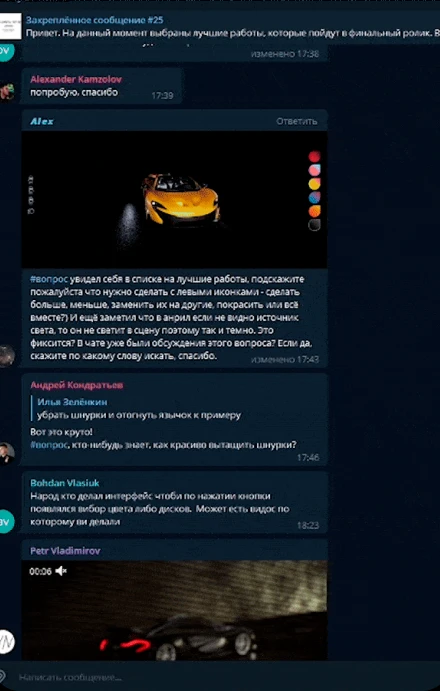 Закреплённое сообщение #25
Привет. На данный момент выбраны лучшие работы, которые пойдут в финальный ролик. В
изменено 17:38
Alexander Kamzolov
попробую, спасибо
17:39
Alex
Ответить
#вопрос увидел себя в списке на лучшие работы, подскажите
пожалуйста что нужно сделать с левыми иконками - сделать
больше, меньше, заменить их на другие, покрасить или всё
вместе?) И ещё заметил что в анрил если не видно источник
света, то он не светит в сцену поэтому так и темно. Это
фиксится? В чате уже были обсуждения этого вопроса? Если да,
скажите по какому слову искать, спасибо.
изменено 17:43
Андрей Кондратьев
Илья Зелёнкин
убрать шнурки и отогнуть язычок к примеру
Вот это круто!
#вопрос, кто-нибудь знает, как красиво вытащить шнурки?
17:46
Bohdan Vlasiuk
Народ кто делал интерфейс чтоби по нажатии кнопки
появлялся вибор цвета либо дисков. Может есть видос по
которому ви делали
18:23
BV
Petr Vladimirov
00:06
Написать сообщение...